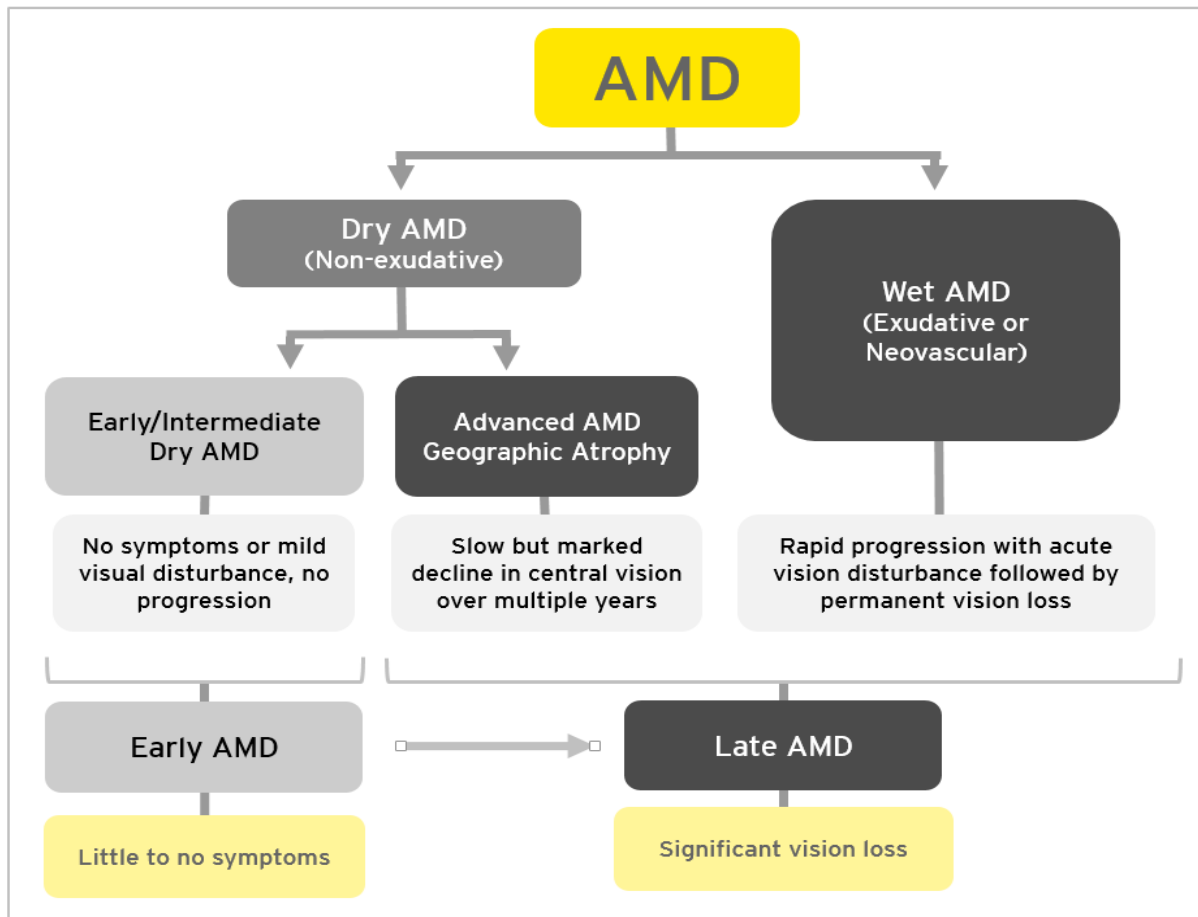 AMD
Dry AMD
(Non-exudative)
Wet AMD
(Exudative or
Neovascular)
Early/Intermediate
Dry AMD
Advanced AMD
Geographic Atrophy
No symptoms or mild
visual disturbance, no
progression
Slow but marked
decline in central vision
over multiple years
Rapid progression with acute
vision disturbance followed by
permanent vision loss
Early AMD
Late AMD
Little to no symptoms
Significant vision loss